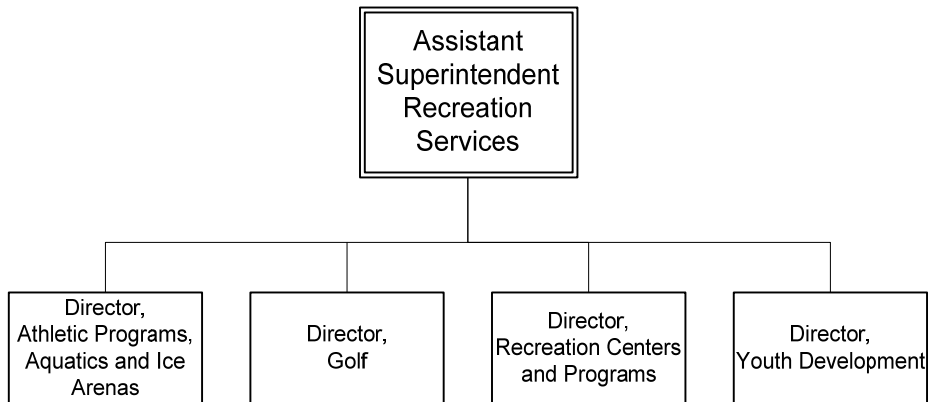 Assistant
Superintendent
Recreation
Services
Director,
Athletic Programs,
Aquatics and Ice
Arenas
Director,
Golf
Director,
Recreation Centers
and Programs
Director,
Youth Development